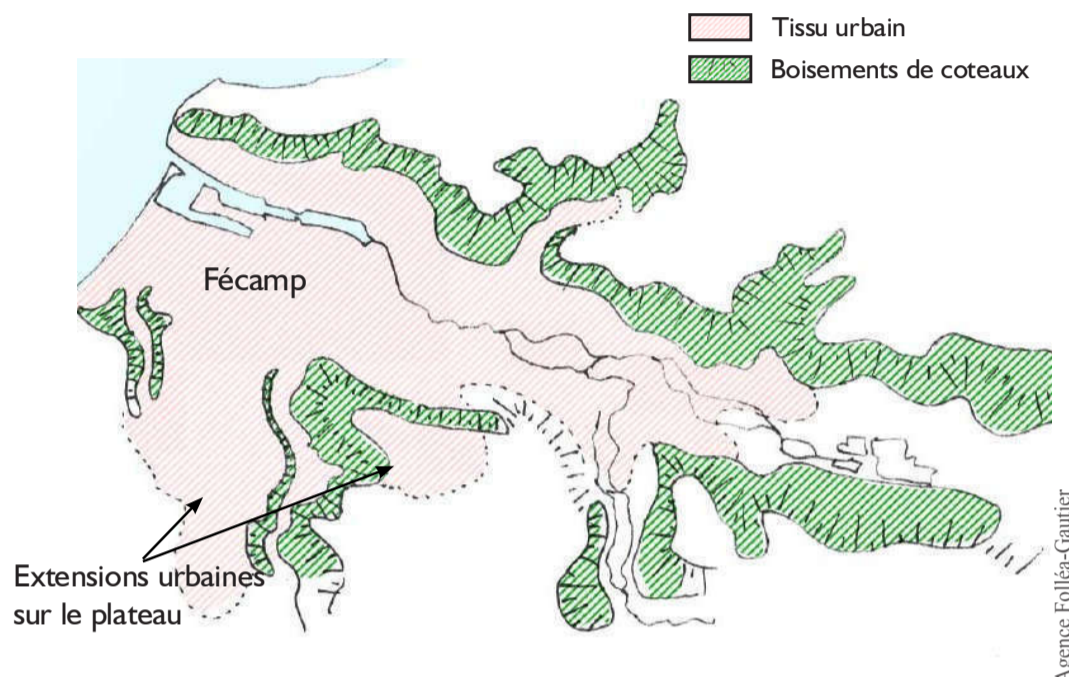 Tissu urbain
Boisements de coteaux
Fécamp
Extensions urbaines
sur le plateau
Agence Folléa-Gautier